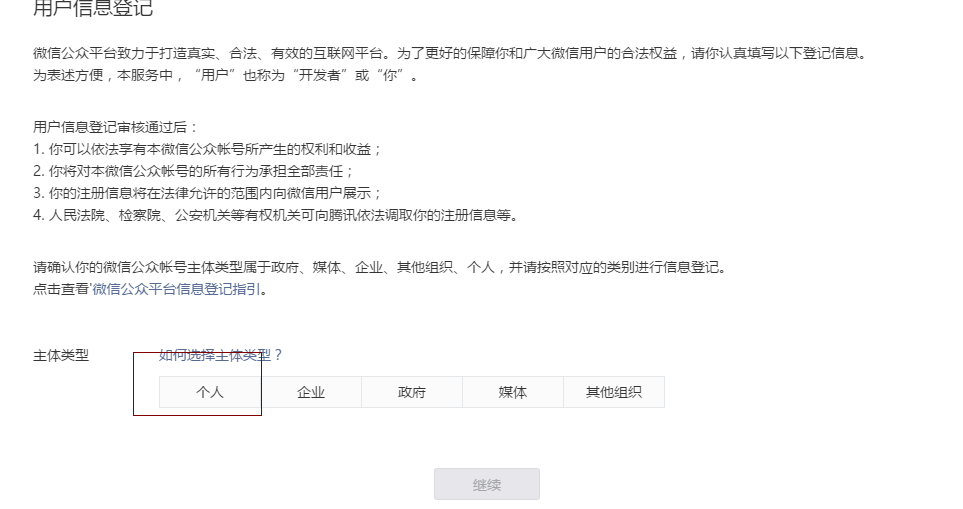 用户信息登记
微信公众平台致力于打造真实、合法、有效的互联网平台。为了更好的保障你和广大微信用户的合法权益，请你认真填写以下登记信息。
为表述方便，本服务中，“用户”也称为“开发者”或“你”。
用户信息登记审核通过后：
1. 你可以依法享有本微信公众帐号所产生的权利和收益；
2. 你将对本微信公众帐号的所有行为承担全部责任；
3. 你的注册信息将在法律允许的范围内向微信用户展示；
4. 人民法院、检察院、公安机关等有权机关可向腾讯依法调取你的注册信息等。
请确认你的微信公众帐号主体类型属于政府、媒体、企业、其他组织、个人，并请按照对应的类别进行信息登记。
点击查看'微信公众平台信息登记指引。
主体类型 如何选择主体类型？
个人 企业 政府 媒体 其他组织
继续